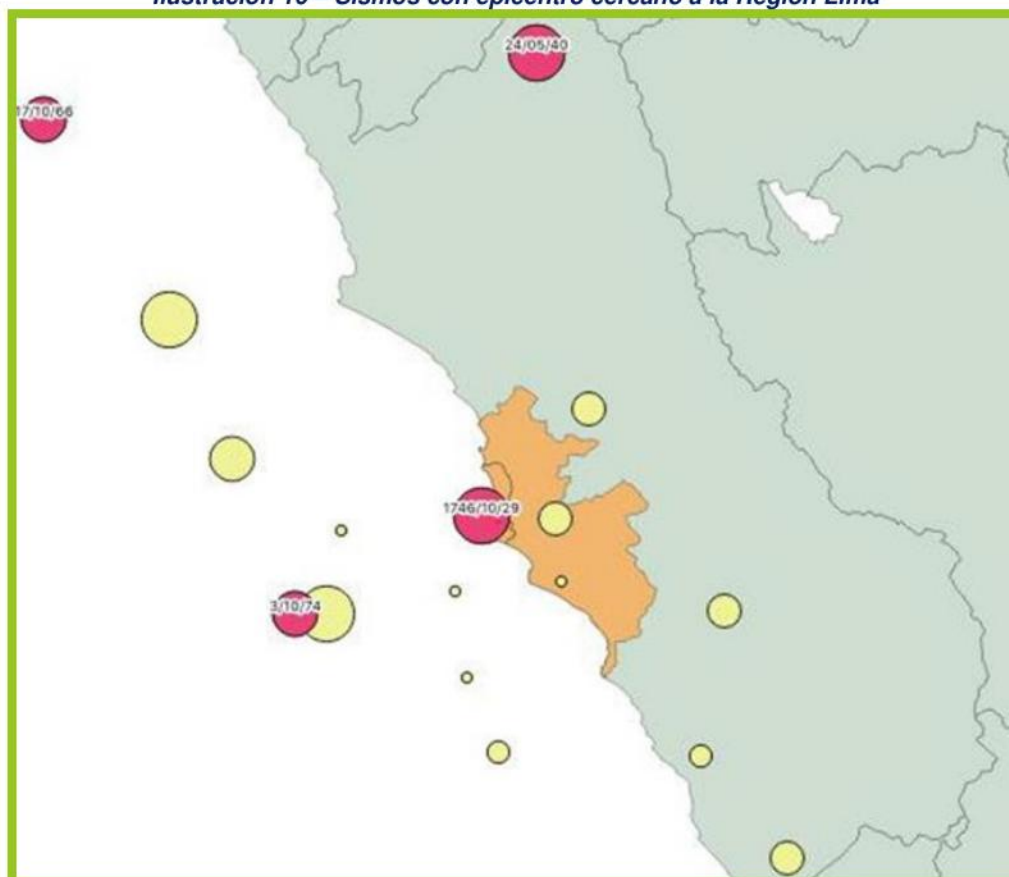 Ilustración 10 – Sismos con epicentro cercano a la Región Lima
24/05/40
17/10/66
1746/10/29
3/10/74